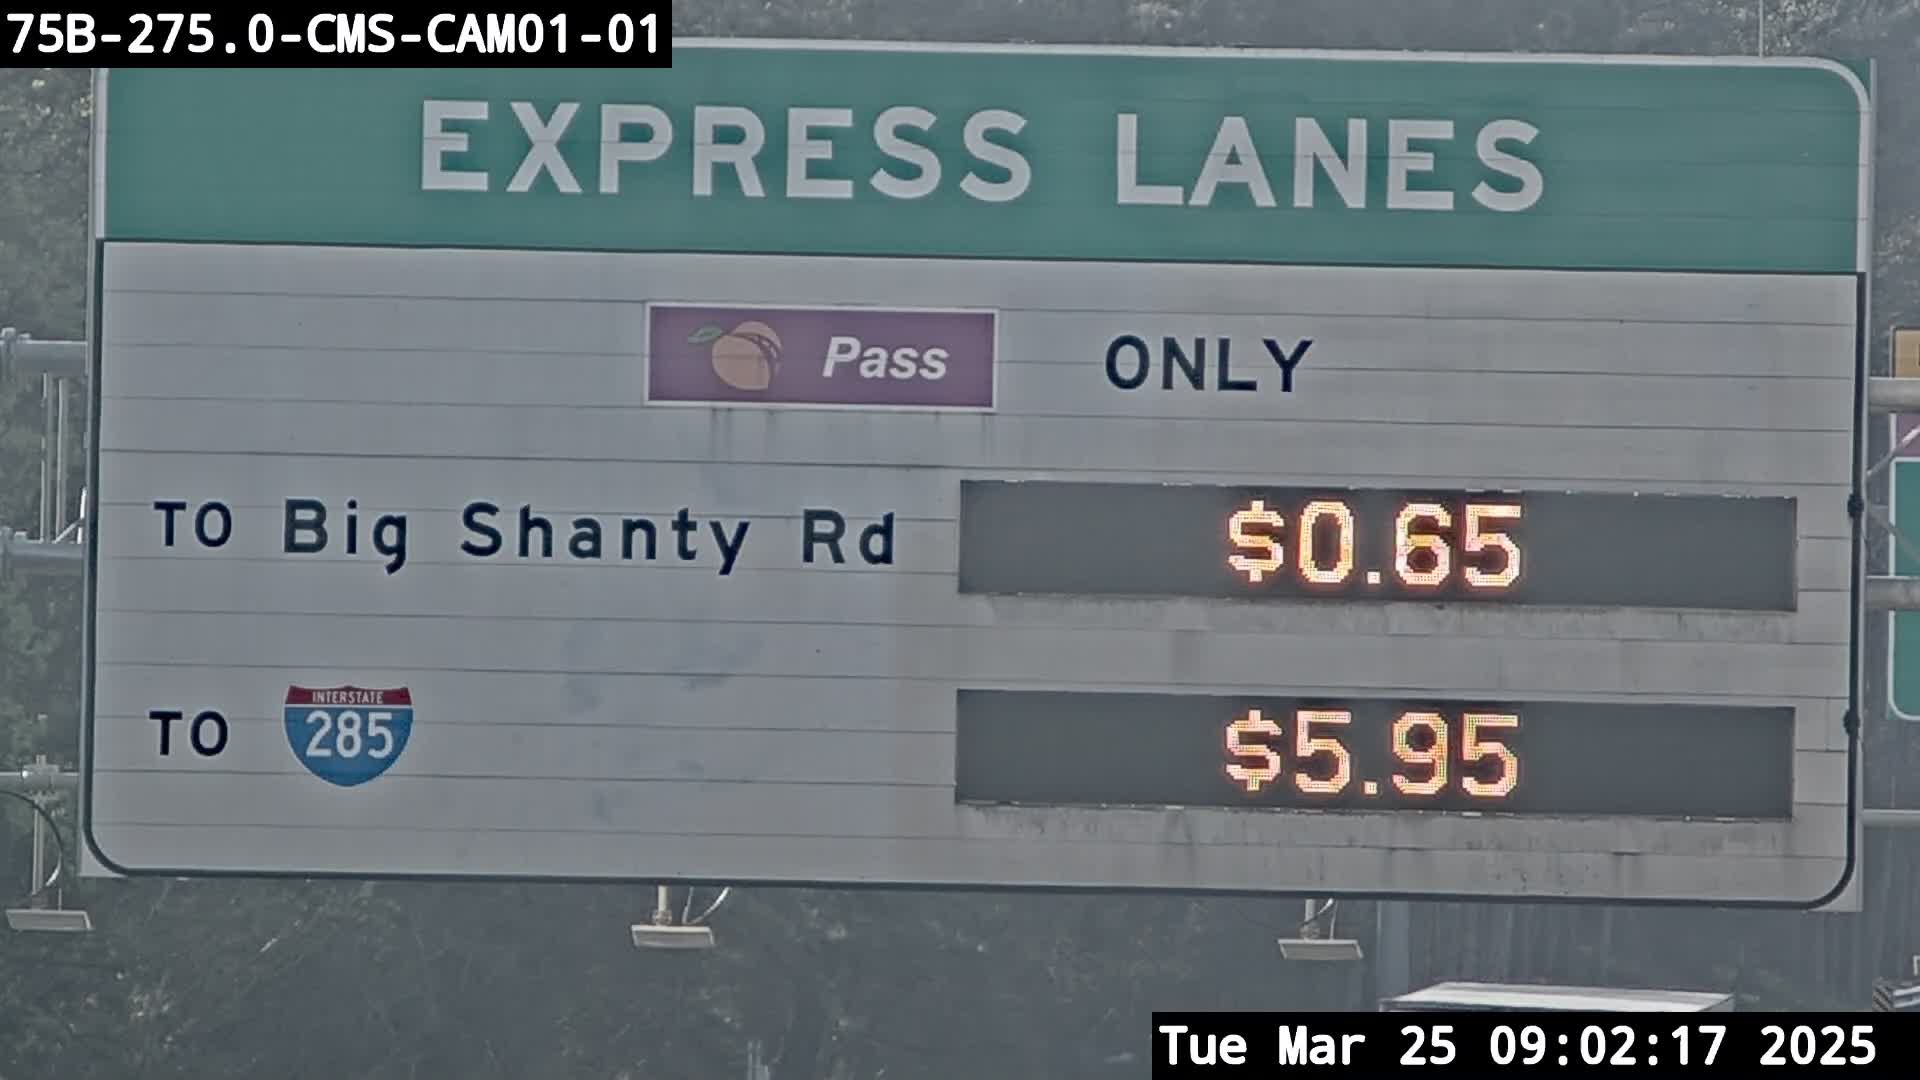 75B-275.0-CMS-CAM01-01
EXPRESS LANES
Pass ONLY
TO Big Shanty Rd $0.65
INTERSTATE
TO 285 $5.95
Tue Mar 25 09:02:17 2025